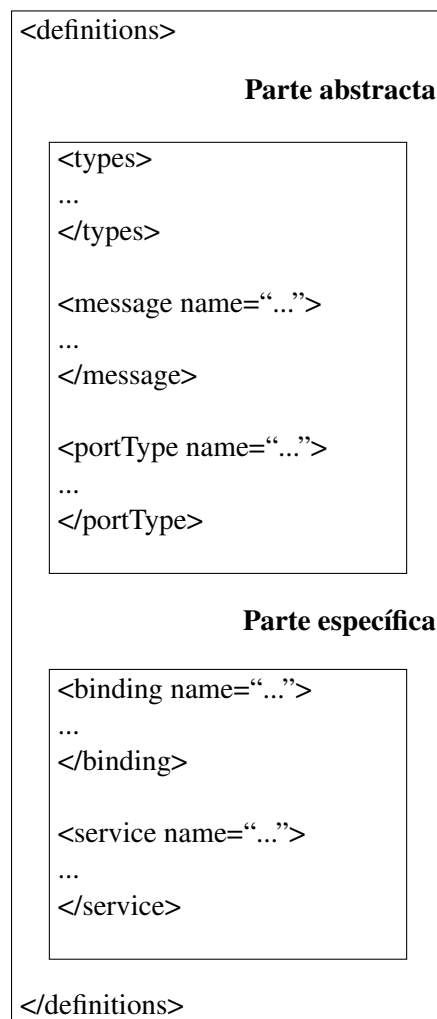 <definitions>
Parte abstracta
<types>
...
</types>
<message name=“...”>
...
</message>
<portType name=“...”>
...
</portType>
Parte específica
<binding name=“...”>
...
</binding>
<service name=“...”>
...
</service>
</definitions>